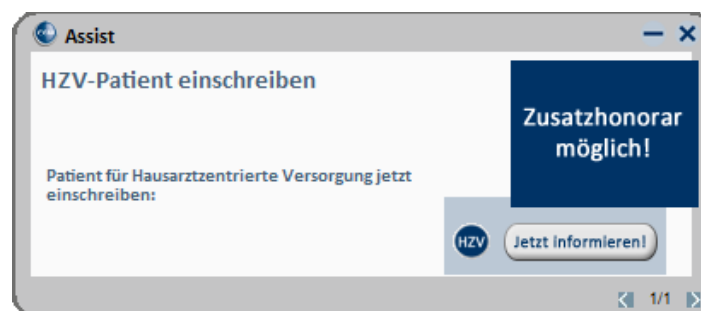 Assist
HZV-Patient einschreiben
Zusatzhonorar
möglich!
Patient für Hausarztzentrierte Versorgung jetzt
einschreiben:
HZV
Jetzt informieren!
1/1